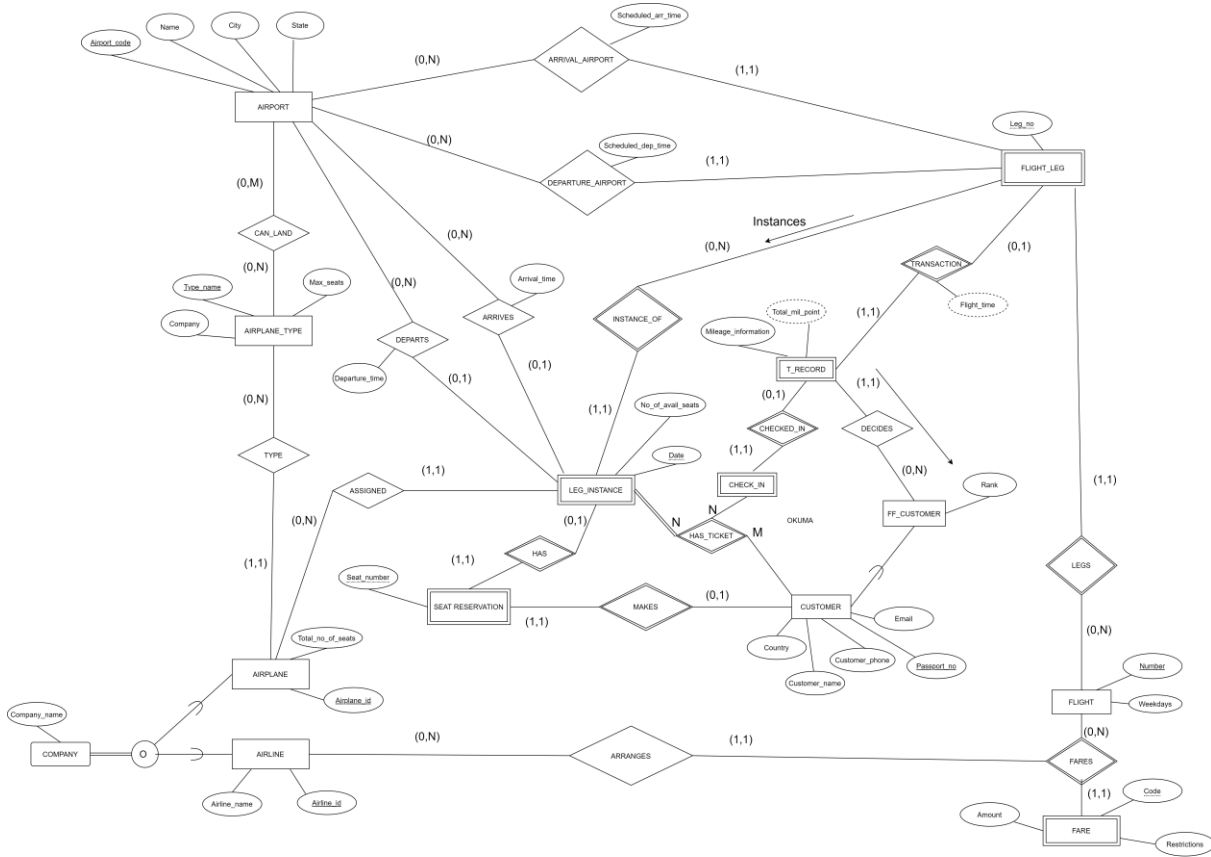 Scheduled_arr_time
Name
City
State
Airport_code
(0,N)
ARRIVAL_AIRPORT
(1,1)
AIRPORT
Leg_no
(0,N)
Scheduled_dep_time
(1,1)
FLIGHT_LEG
DEPARTURE_AIRPORT
(0,M)
Instances
(0,N)
CAN_LAND
(0,N)
(0,N)
(0,1)
TRANSACTION
(0,N)
(0,N)
Arrival_time
Type_name
Max_seats
Flight_time
Total_mil_point
Company
AIRPLANE_TYPE
ARRIVES
INSTANCE_OF
(1,1)
Mileage_information
DEPARTS
T_RECORD
Departure_time
(0,1)
(0,1)
(1,1)
(0,1)
(1,1)
(0,N)
No_of_avail_seats
CHECKED_IN
DECIDES
TYPE
(1,1)
Date
(1,1)
(0,N)
ASSIGNED
LEG_INSTANCE
CHECK_IN
Rank
(1,1)
(0,N)
(0,1)
N
N
OKUMA
FF_CUSTOMER
HAS_TICKET
M
HAS
(1,1)
(1,1)
LEGS
Seat_number
SEAT RESERVATION
MAKES
(0,1)
CUSTOMER
(1,1)
Email
Country
Customer_phone
(0,N)
Total_no_of_seats
Passport_no
Customer_name
AIRPLANE
Number
Airplane_id
FLIGHT
Weekdays
Company_name
(0,N)
(1,1)
(0,N)
COMPANY
O
AIRLINE
ARRANGES
FARES
Code
(1,1)
Airline_name
Airline_id
Amount
FARE
Restrictions